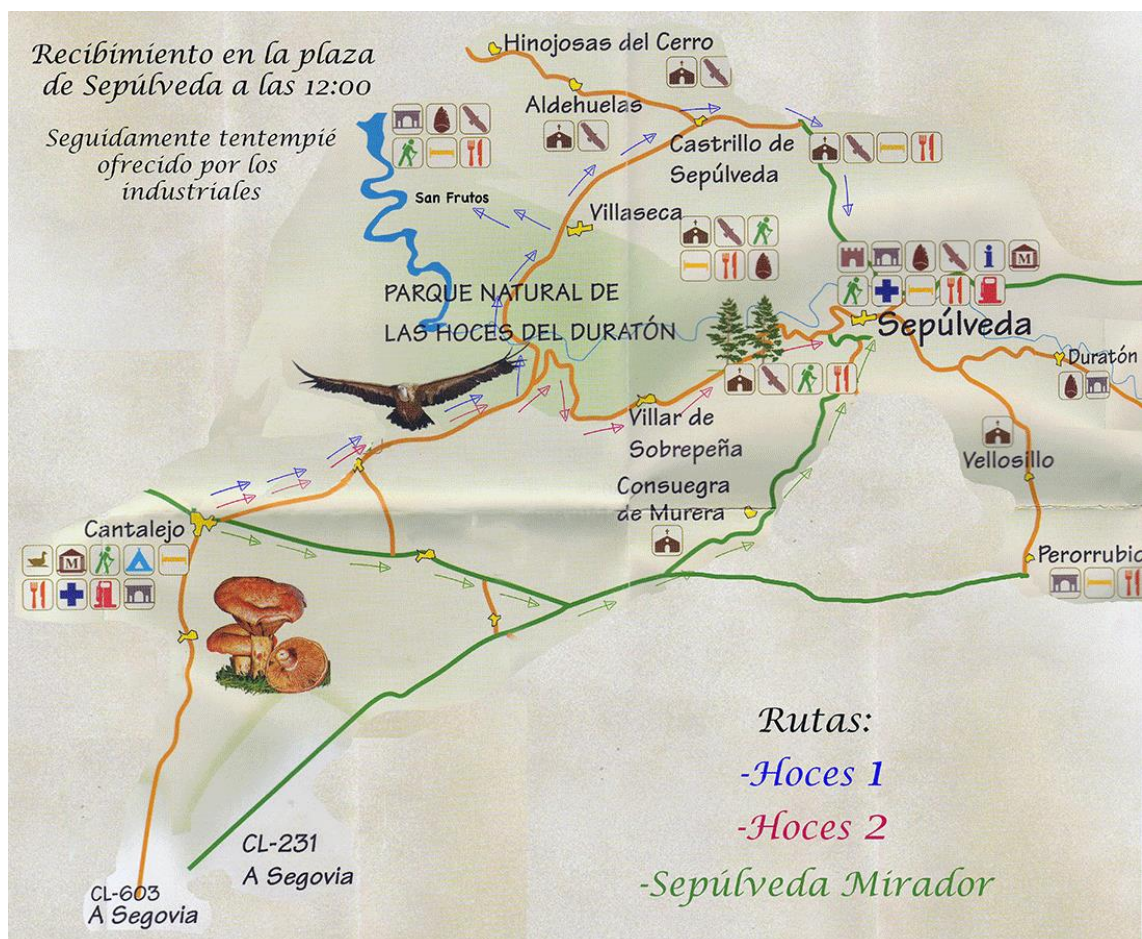 Recibimiento en la plaza
de Sepúlveda a las 12:00
Seguidamente tentempié
ofrecido por los
industriales
Hinojosas del Cerro
Aldehuelas
Castrillo de
Sepúlveda
San Frutos
Villaseca
PARQUE NATURAL DE
LAS HOCES DEL DURATÓN
i
M
Sepúlveda
Duratón
Villar de
Sobrepeña
Vellosillo
Consuegra
de Murera
Cantalejo
M
Perorrubio
Rutas:
-Hoces 1
-Hoces 2
-Sepúlveda Mirador
CL-231
A Segovia
CL-603
A Segovia